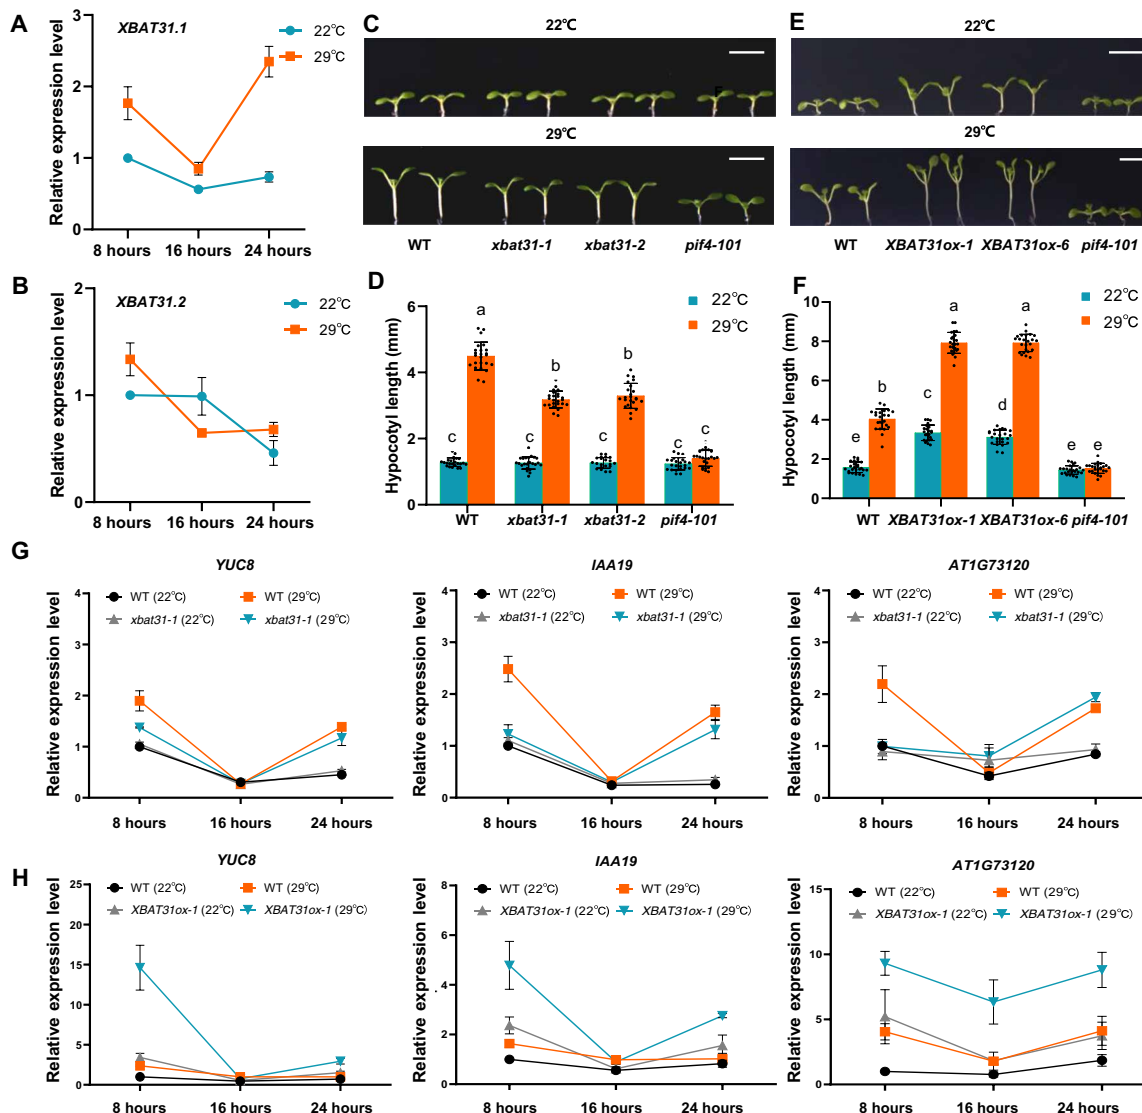 A
XBAT31.1
22℃
29℃
Relative expression level
3
2
1
0
8 hours 16 hours 24 hours
B
XBAT31.2
22℃
29℃
Relative expression level
2
1
0
8 hours 16 hours 24 hours
C
22℃
29℃
WT xbat31-1 xbat31-2 pif4-101
D
22℃
29℃
Hypocotyl length (mm)
6
4
2
0
c a c b c b c c
WT xbat31-1 xbat31-2 pif4-101
E
22℃
29℃
WT XBAT31ox-1 XBAT31ox-6 pif4-101
F
22℃
29℃
Hypocotyl length (mm)
10
8
6
4
2
0
e b c a d a e e
WT XBAT31ox-1 XBAT31ox-6 pif4-101
G
YUC8
WT (22℃) WT (29℃)
xbat31-1 (22℃) xbat31-1 (29℃)
Relative expression level
4
3
2
1
0
8 hours 16 hours 24 hours
IAA19
WT (22℃) WT (29℃)
xbat31-1 (22℃) xbat31-1 (29℃)
Relative expression level
4
3
2
1
0
8 hours 16 hours 24 hours
AT1G73120
WT (22℃) WT (29℃)
xbat31-1 (22℃) xbat31-1 (29℃)
Relative expression level
4
3
2
1
0
8 hours 16 hours 24 hours
H
YUC8
WT (22℃) WT (29℃)
XBAT31ox-1 (22℃) XBAT31ox-1 (29℃)
Relative expression level
25
20
15
10
5
0
8 hours 16 hours 24 hours
IAA19
WT (22℃) WT (29℃)
XBAT31ox-1 (22℃) XBAT31ox-1 (29℃)
Relative expression level
8
6
4
2
0
8 hours 16 hours 24 hours
AT1G73120
WT (22℃) WT (29℃)
XBAT31ox-1 (22℃) XBAT31ox-1 (29℃)
Relative expression level
15
10
5
0
8 hours 16 hours 24 hours